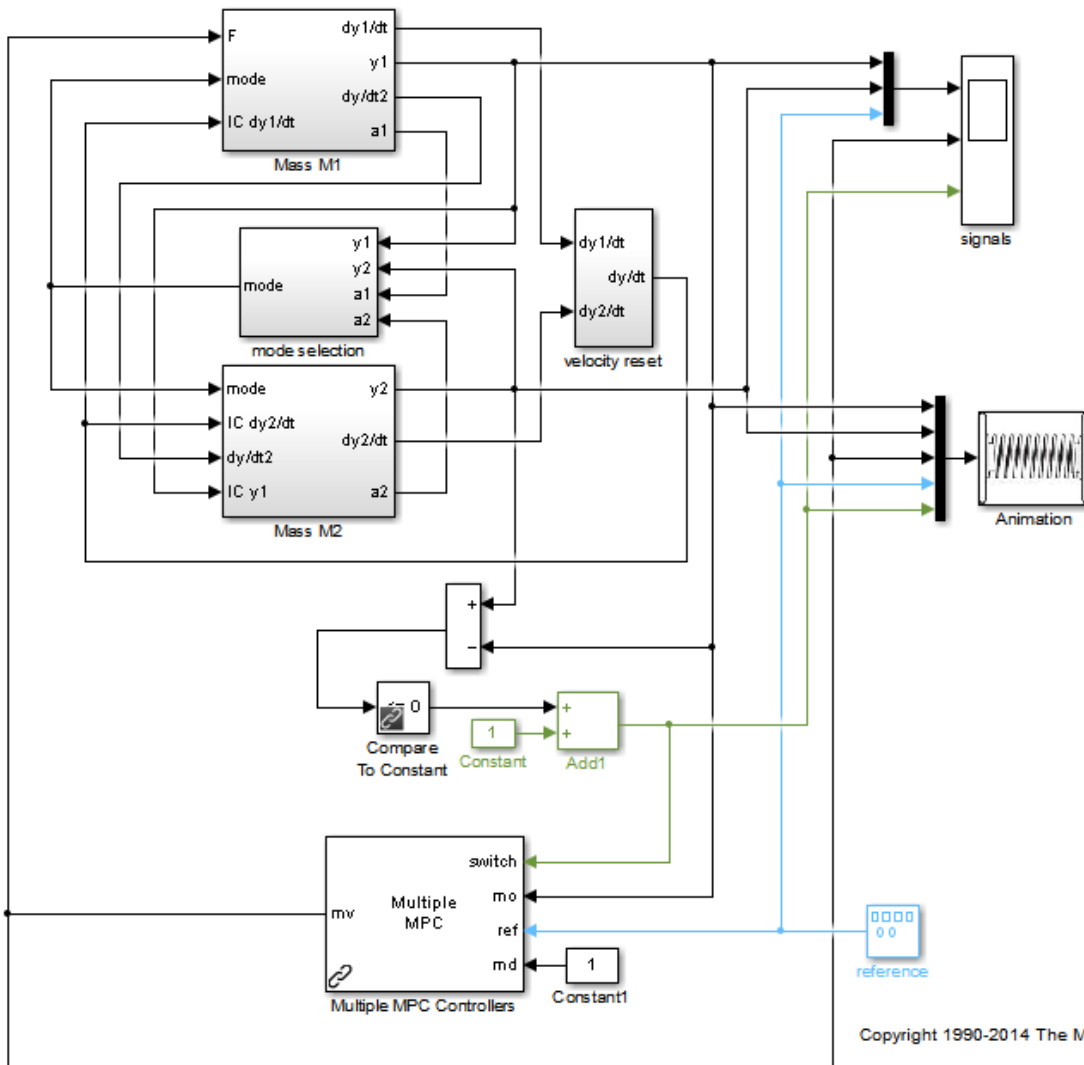 F
mode
IC dy1/dt
dy1/dt
y1
dy/dt2
a1
Mass M1
signals
mode
y1
y2
a1
a2
mode selection
dy1/dt
dy2/dt
dy/dt
velocity reset
mode
IC dy2/dt
dy/dt2
IC y1
y2
dy2/dt
a2
Mass M2
Animation
+
−
0
Compare
To Constant
1
Constant
+
+
Add1
mv
Multiple
MPC
switch
mo
ref
md
Multiple MPC Controllers
1
Constant1
0 0
reference
Copyright 1990-2014 The M